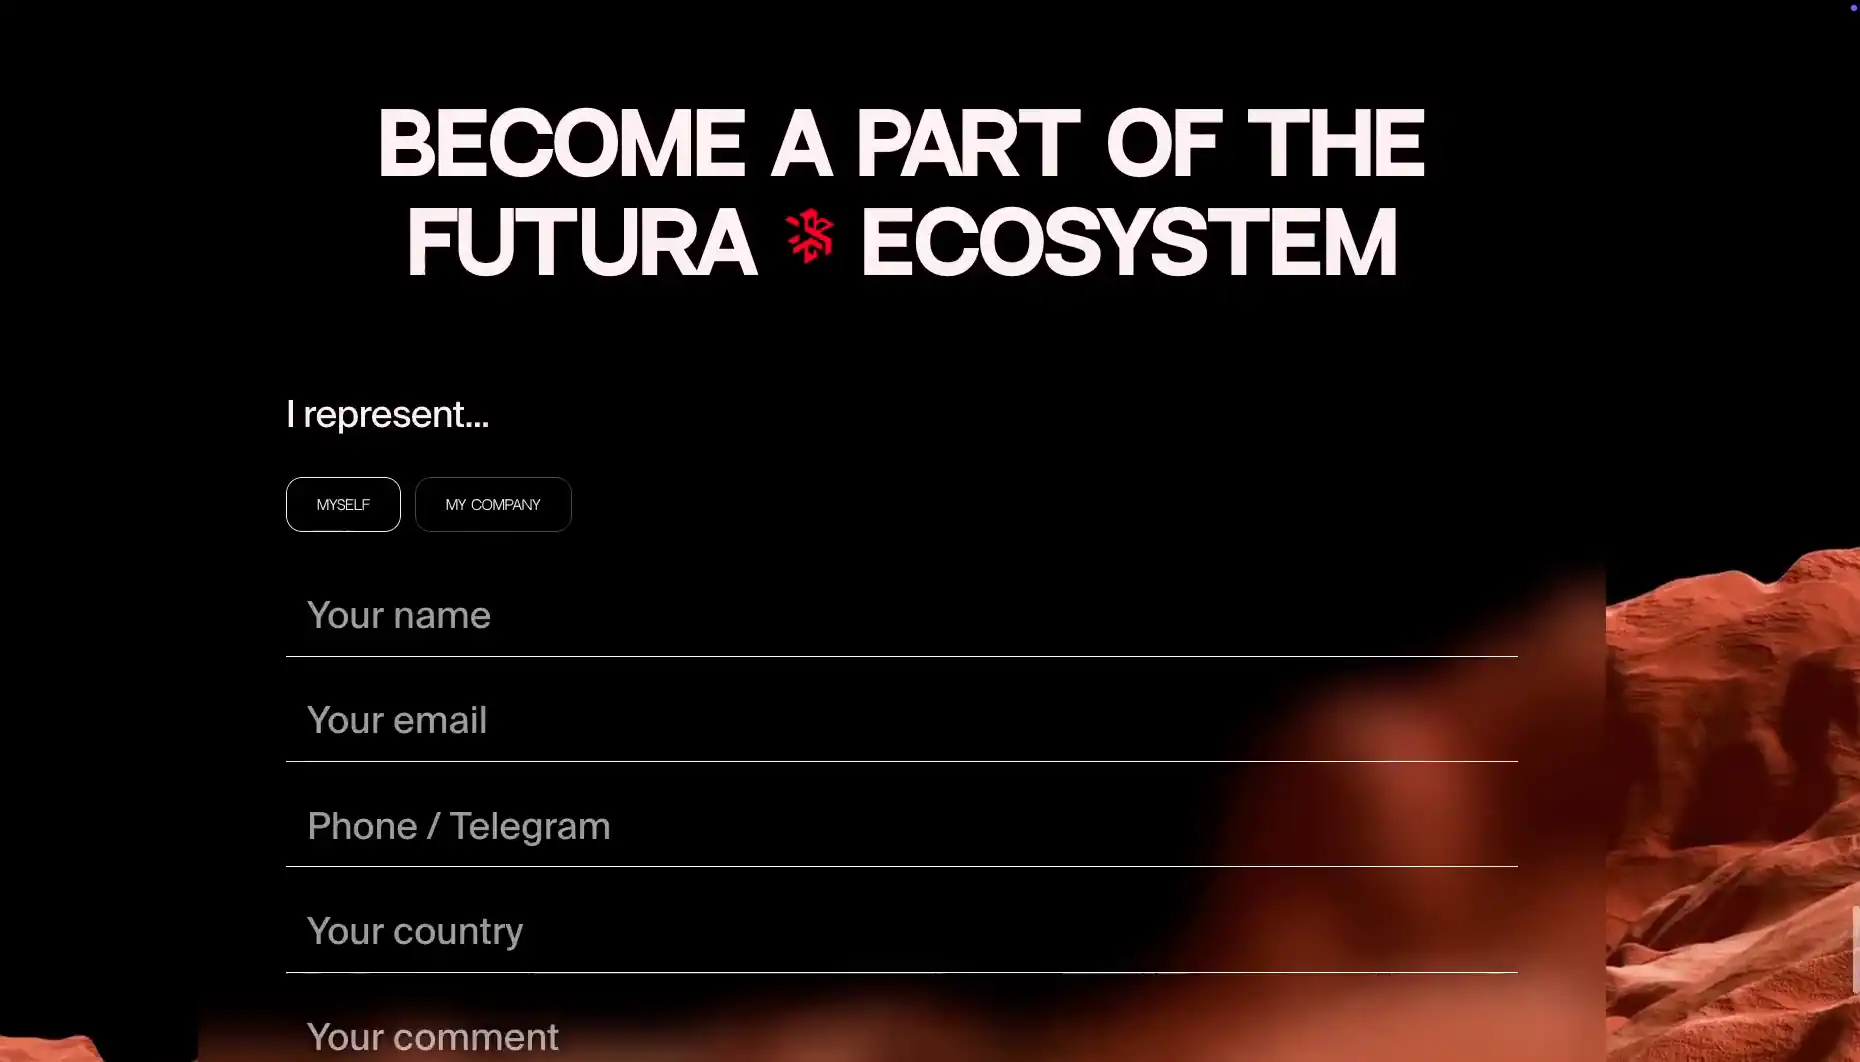 BECOME A PART OF THE
FUTURA ECOSYSTEM
I represent...
MYSELF
MY COMPANY
Your name
Your email
Phone / Telegram
Your country
Your comment